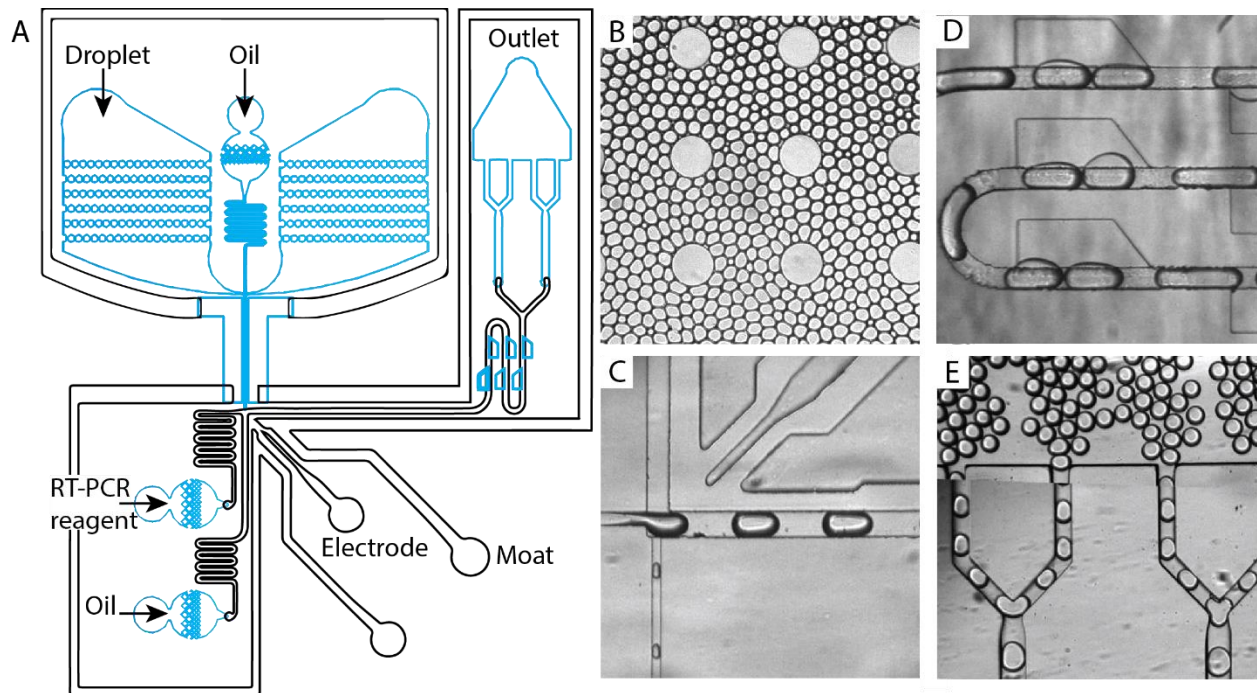 A
Droplet
Oil
Outlet
RT-PCR
reagent
Electrode
Moat
Oil
B
C
D
E